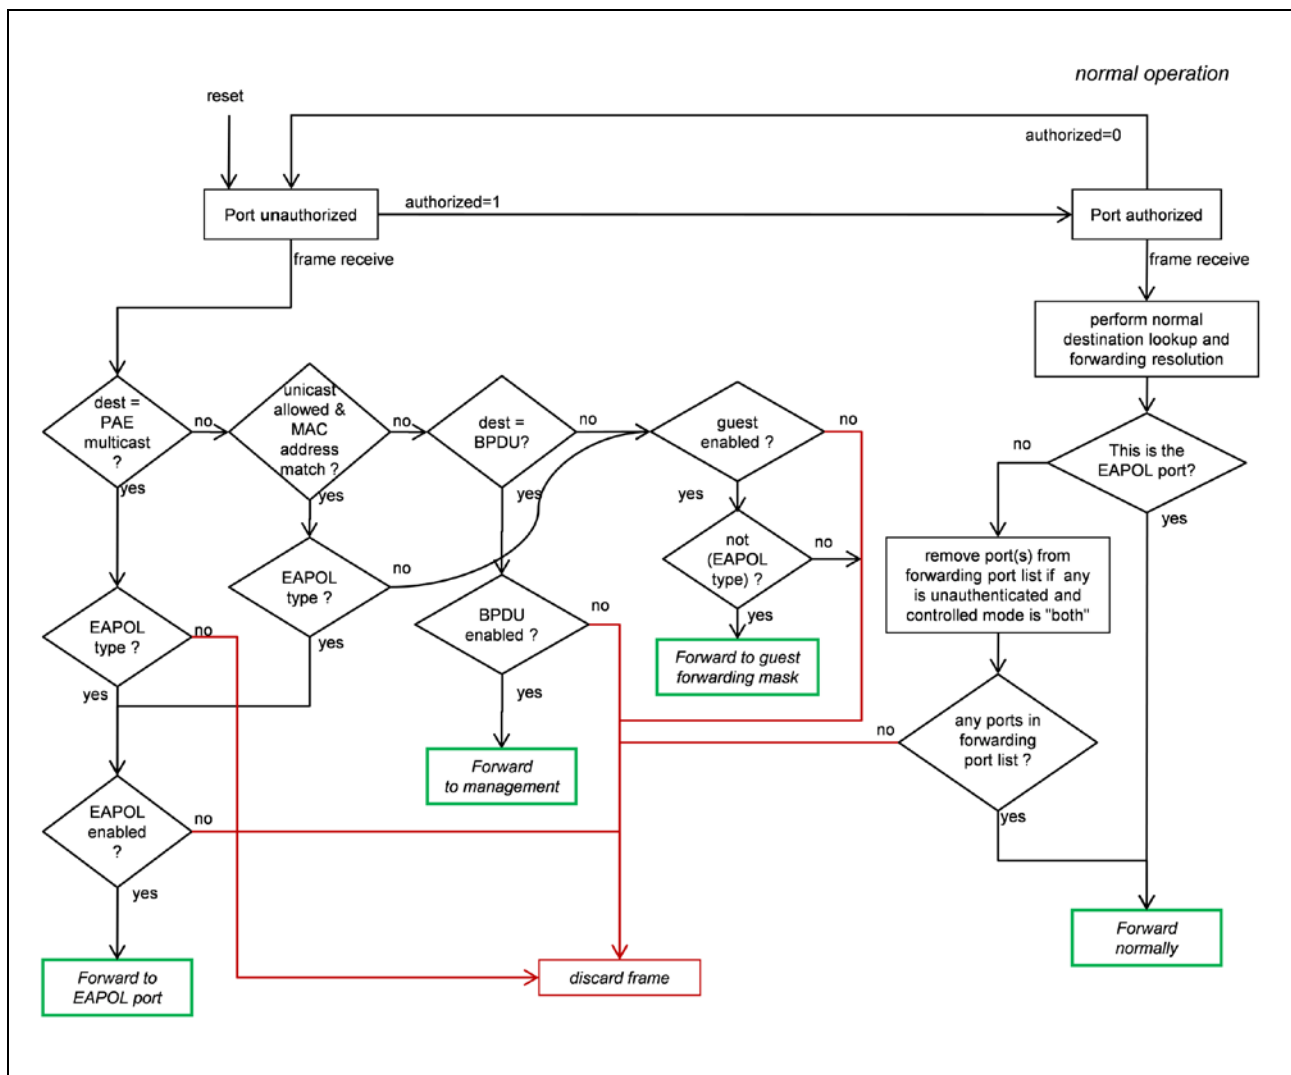 normal operation
reset
authorized=0
Port unauthorized
authorized=1
Port authorized
frame receive
frame receive
perform normal
destination lookup and
forwarding resolution
dest =
PAE
multicast
?
no
yes
unicast
allowed &
MAC
address
match ?
no
yes
dest =
BPDU?
no
yes
guest
enabled ?
no
yes
This is the
EAPOL port?
no
yes
not
(EAPOL
type) ?
no
yes
remove port(s) from
forwarding port list if any
is unauthenticated and
controlled mode is "both"
EAPOL
type ?
no
yes
EAPOL
type ?
no
yes
BPDU
enabled ?
no
yes
Forward to guest
forwarding mask
any ports in
forwarding
port list ?
no
yes
Forward
to management
EAPOL
enabled
?
no
yes
Forward to
EAPOL port
discard frame
Forward
normally